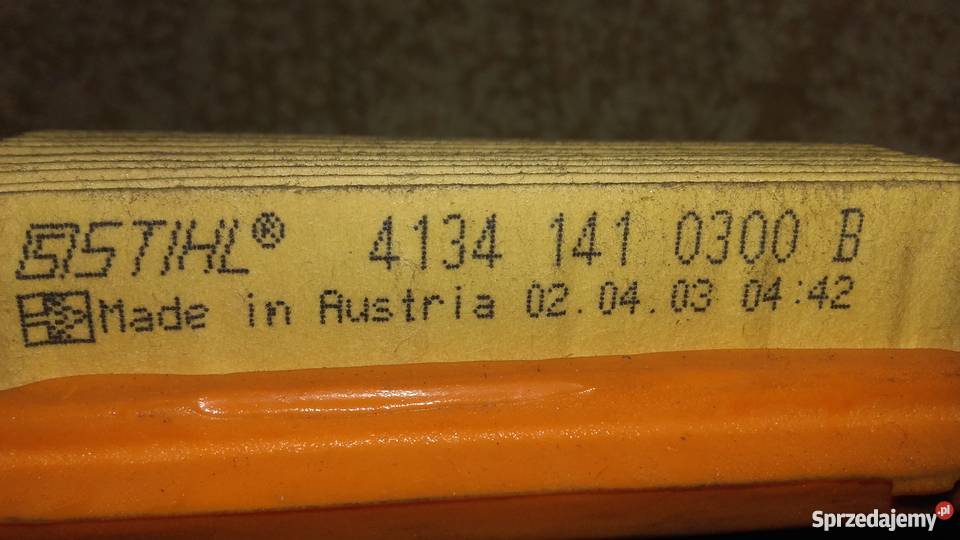 STIHL® 4134 141 0300 B
Made in Austria 02.04.03 04:42
Sprzedajemy.pl